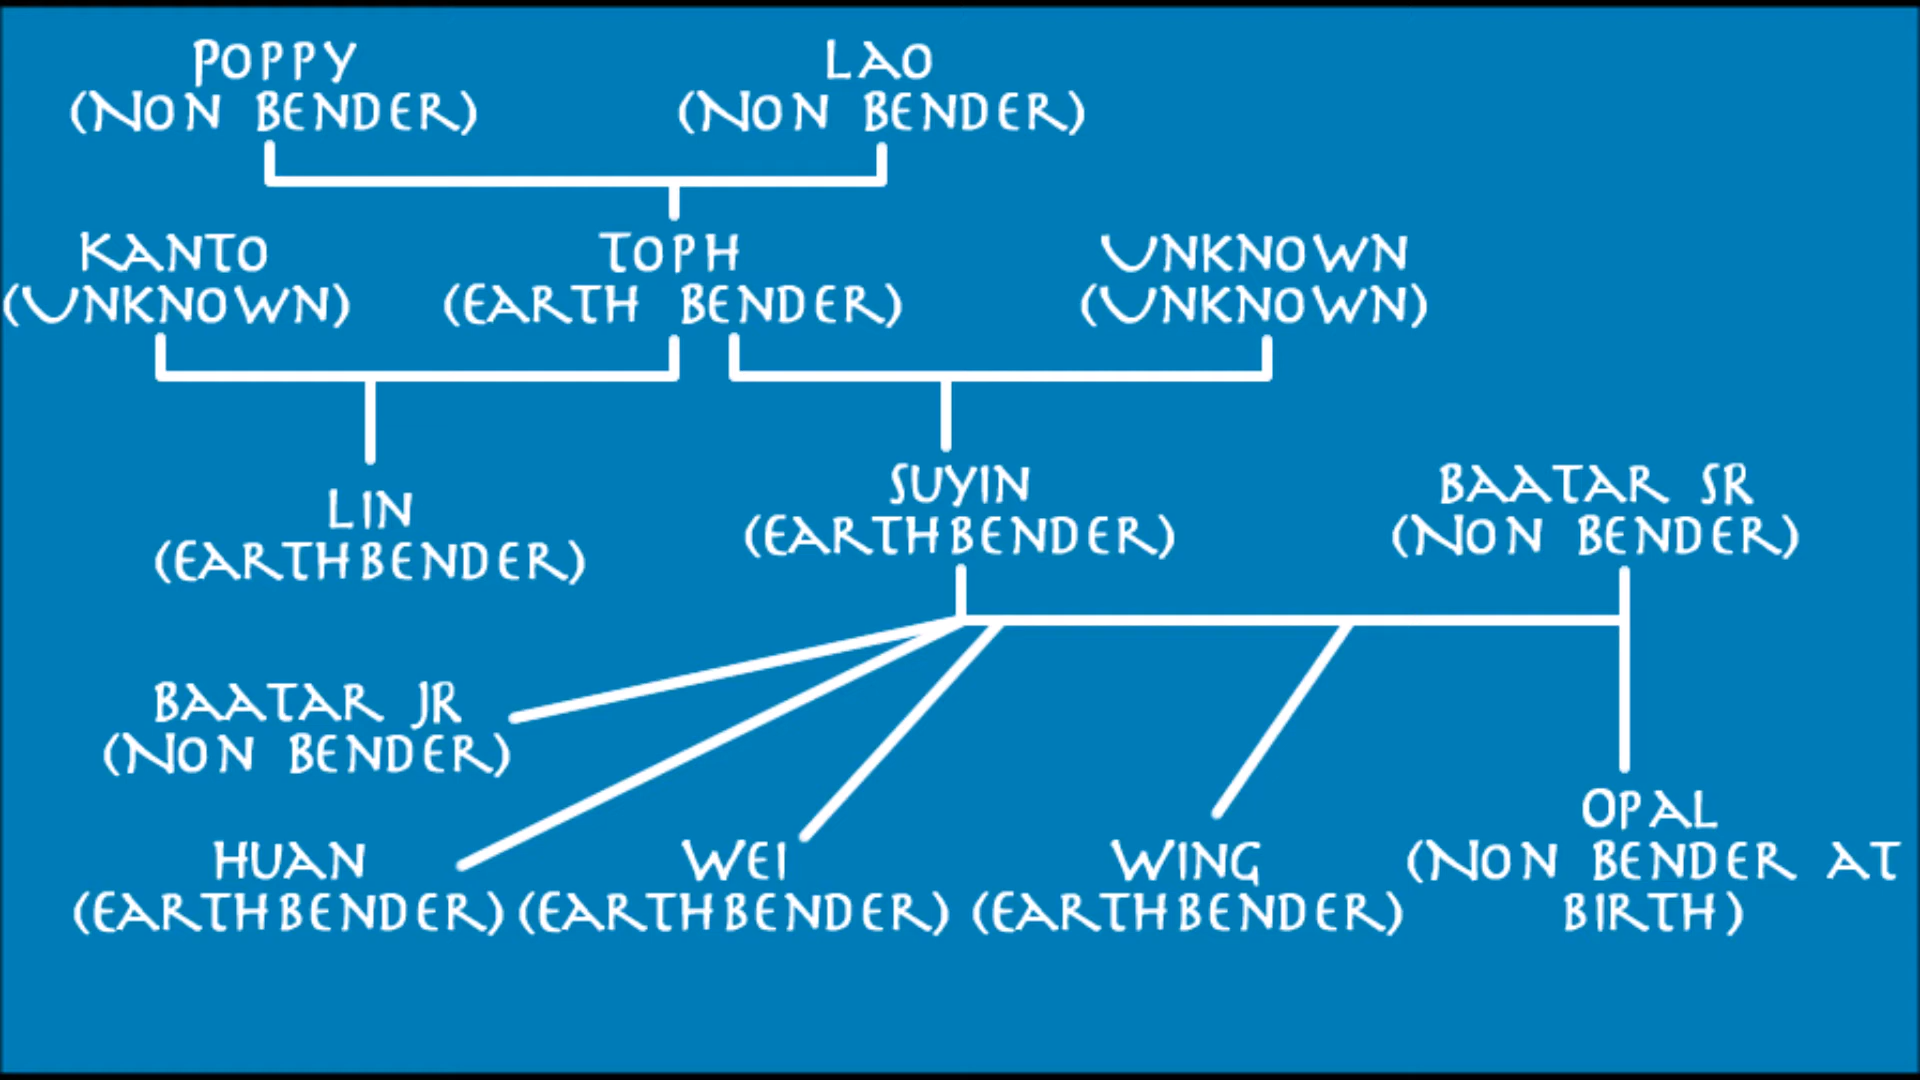 Poppy
(Non Bender)
Lao
(Non Bender)
Kanto
(Unknown)
Toph
(Earth Bender)
Unknown
(Unknown)
Lin
(Earthbender)
Suyin
(Earthbender)
Baatar Sr
(Non Bender)
Baatar Jr
(Non Bender)
Huan
(Earthbender)
Wei
(Earthbender)
Wing
(Earthbender)
Opal
(Non Bender at
Birth)